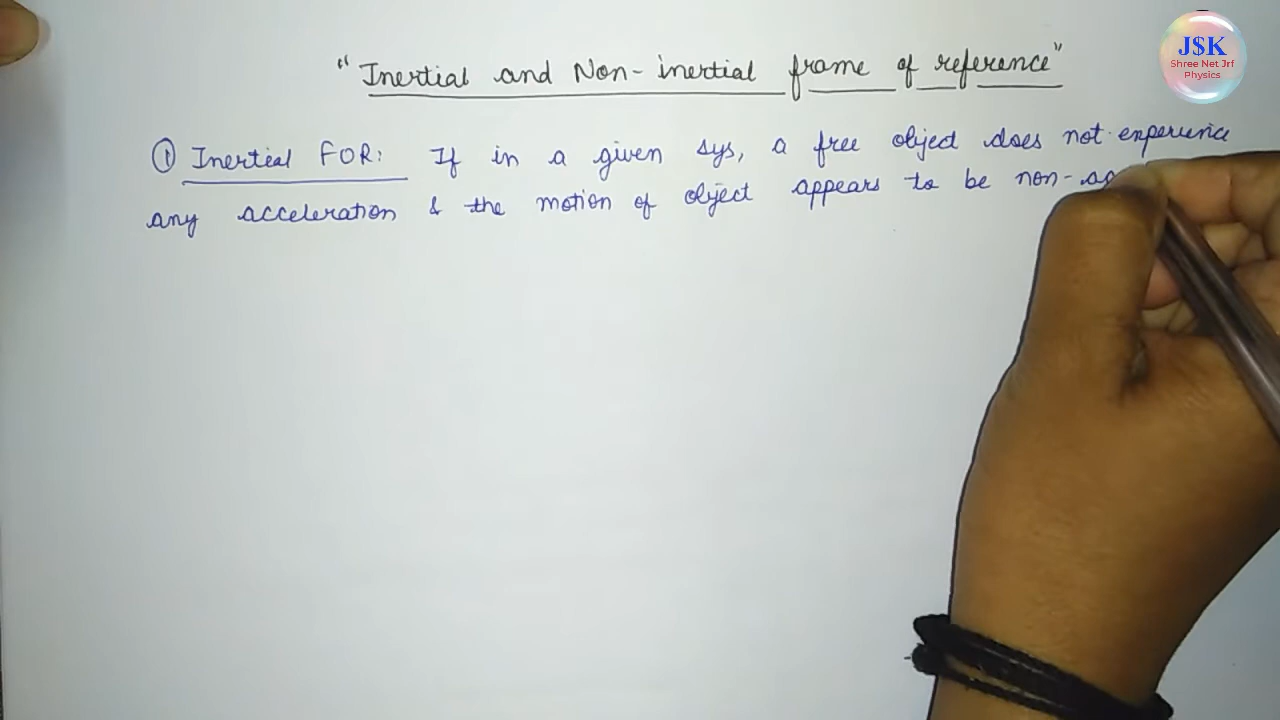 "Inertial and Non-inertial frame of reference"
① Inertial FOR: If in a given sys, a free object does not experience
any acceleration & the motion of object appears to be non-
J$K
Shree Net Jrf
Physics